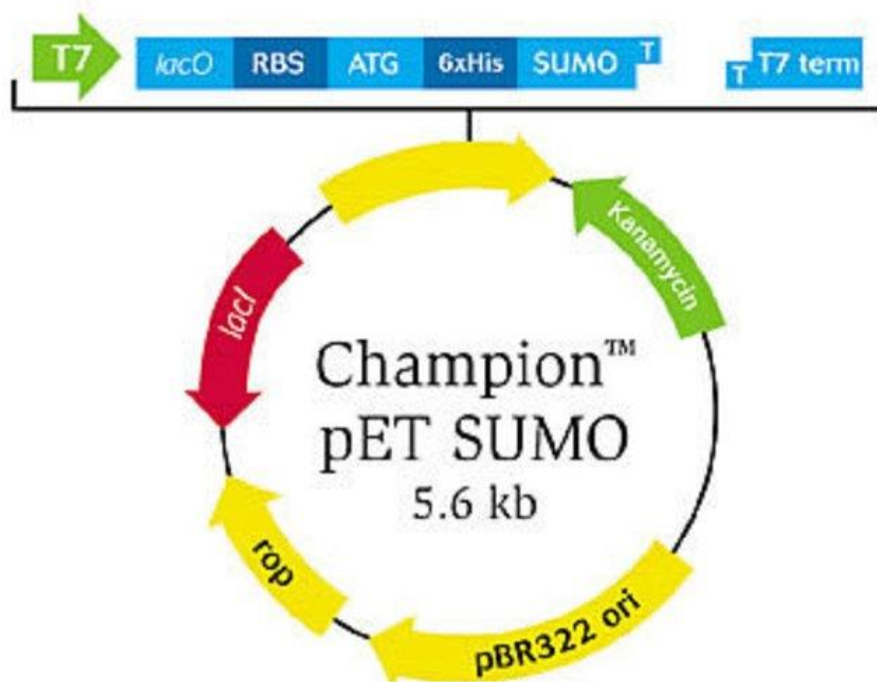 T7 lacO RBS ATG 6xHis SUMO T T T7 term
Kanamycin
lacI
Champion™
pET SUMO
5.6 kb
rop
pBR322 ori